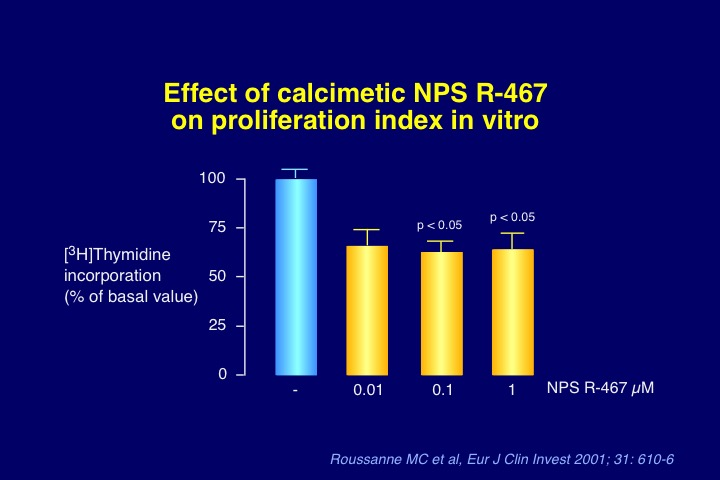 Effect of calcimetic NPS R-467
on proliferation index in vitro
100
75
50
25
0
[³H]Thymidine
incorporation
(% of basal value)
p < 0.05
p < 0.05
-
0.01
0.1
1
NPS R-467 µM
Roussanne MC et al, Eur J Clin Invest 2001; 31: 610-6